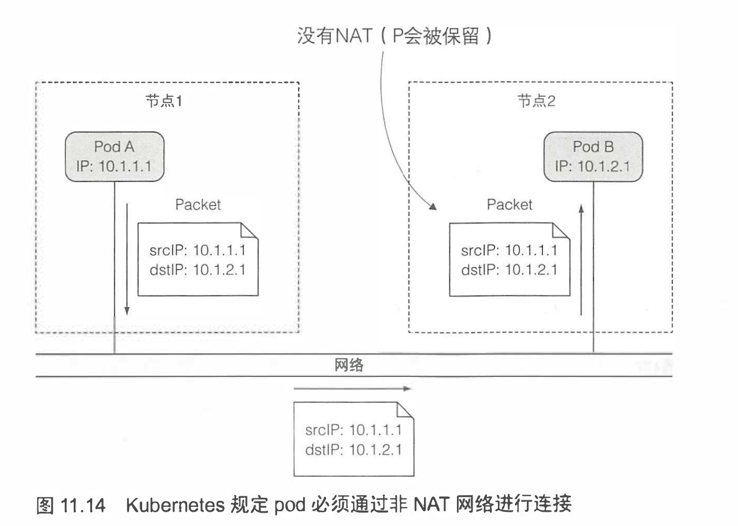 没有NAT（P会被保留）
节点1
节点2
Pod A
IP: 10.1.1.1
Pod B
IP: 10.1.2.1
Packet
srcIP: 10.1.1.1
dstIP: 10.1.2.1
Packet
srcIP: 10.1.1.1
dstIP: 10.1.2.1
网络
srcIP: 10.1.1.1
dstIP: 10.1.2.1
图 11.14 Kubernetes 规定 pod 必须通过非 NAT 网络进行连接